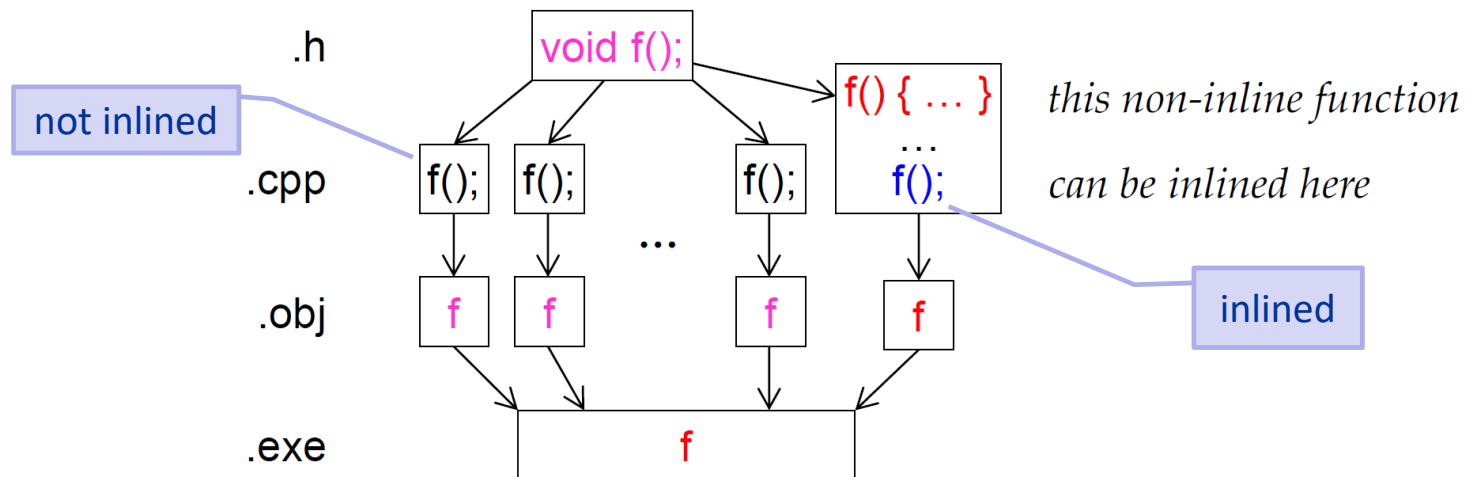 .h
void f();
f() { … }
this non-inline function
not inlined
…
.cpp
f();
f();
f();
f();
can be inlined here
…
.obj
f
f
f
f
inlined
.exe
f